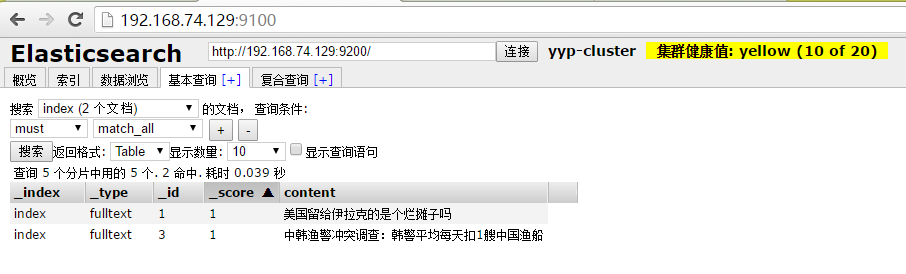 192.168.74.129:9100
Elasticsearch http://192.168.74.129:9200/ 连接 yyp-cluster 集群健康值: yellow (10 of 20)
概览 索引 数据浏览 基本查询 [+] 复合查询 [+]
搜索 index (2 个文档) 的文档, 查询条件:
must match_all + -
搜索 返回格式: Table 显示数量: 10 显示查询语句
查询 5 个分片中用的 5 个. 2 命中. 耗时 0.039 秒
_index _type _id _score ▲ content
index fulltext 1 1 美国留给伊拉克的是个烂摊子吗
index fulltext 3 1 中韩渔警冲突调查：韩警平均每天扣1艘中国渔船